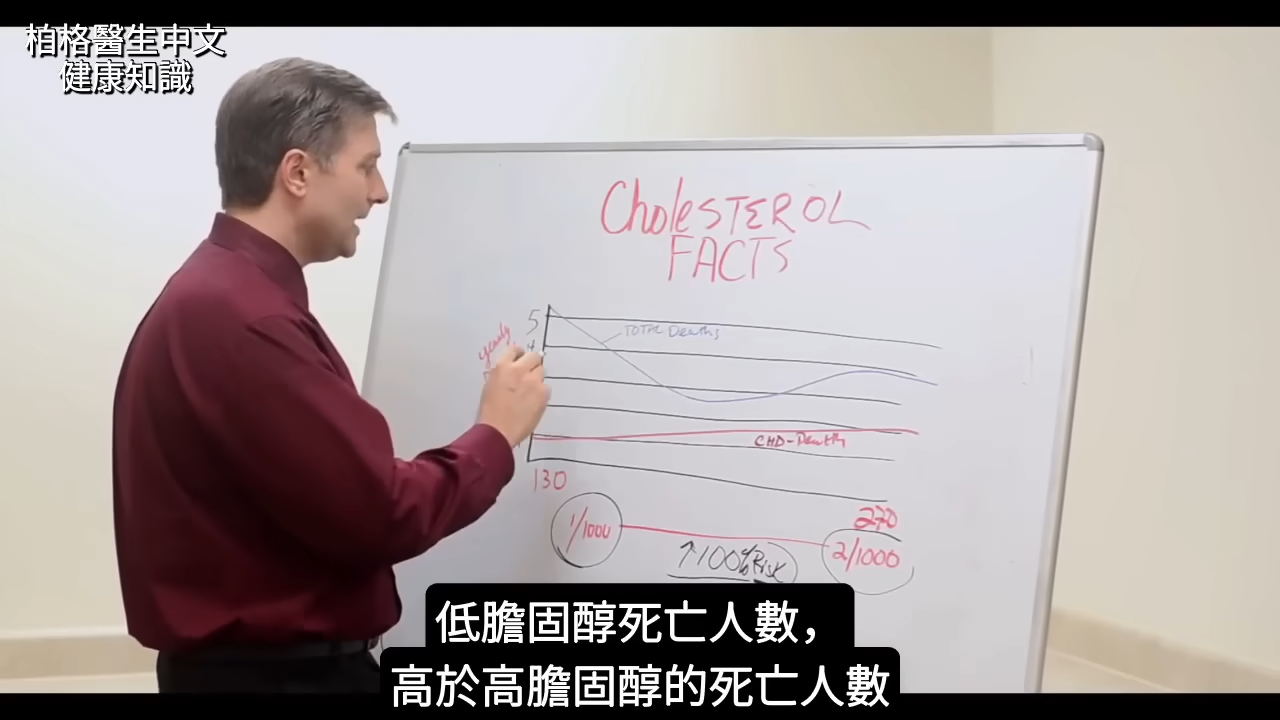 柏格醫生中文
健康知識
CholESTEROL
FACTS
5
yearly
TOTAL Deaths
CHD-Death
130
270
1/1000
2/1000
↑100% Risk
低膽固醇死亡人數，
高於高膽固醇的死亡人數